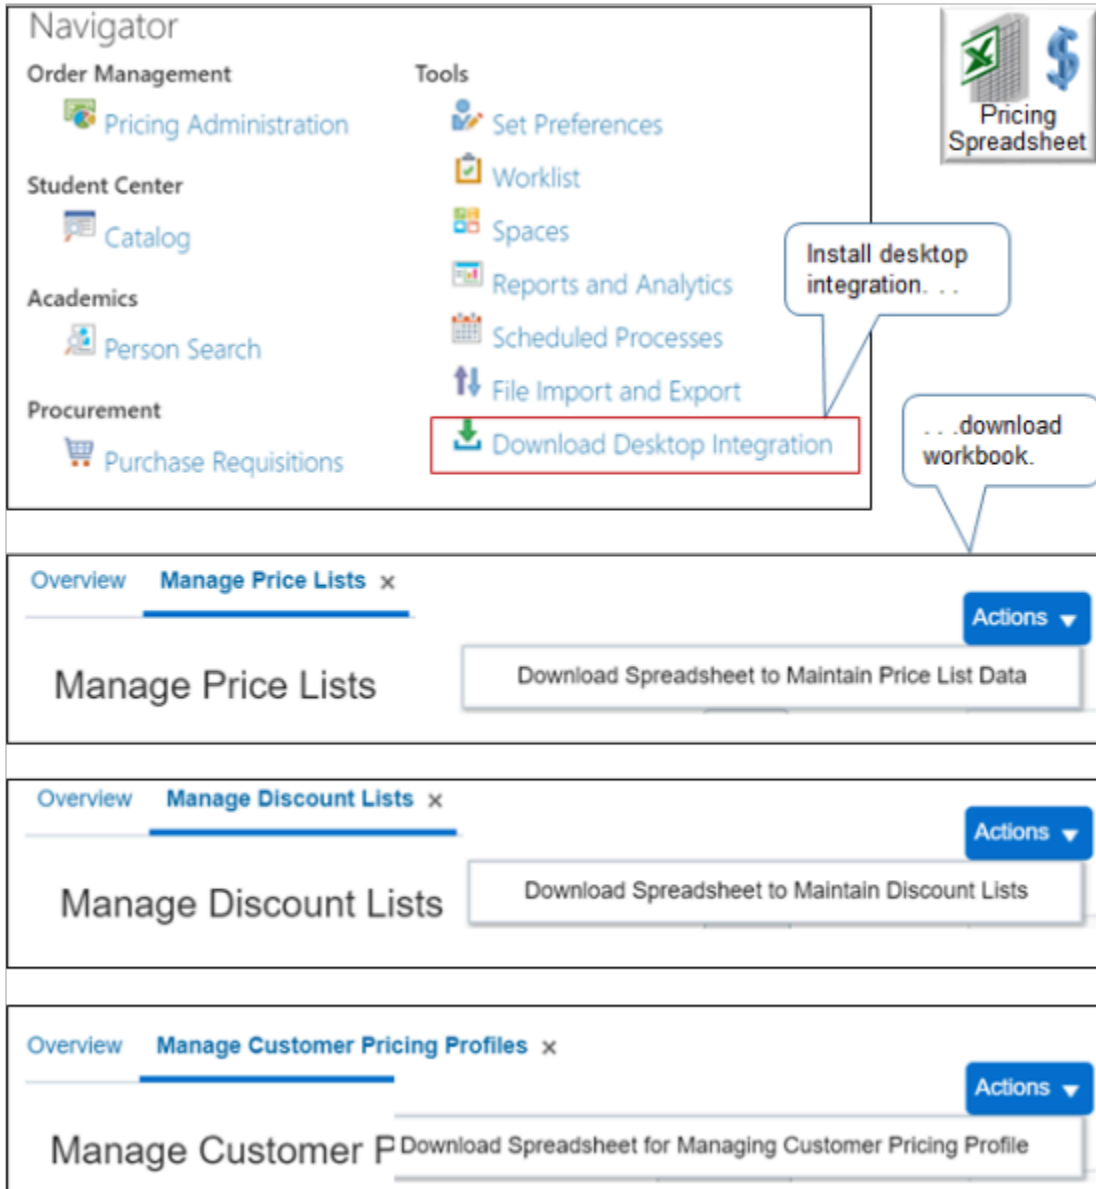 Navigator
Order Management
Pricing Administration
Student Center
Catalog
Academics
Person Search
Procurement
Purchase Requisitions
Tools
Set Preferences
Worklist
Spaces
Reports and Analytics
Scheduled Processes
File Import and Export
Download Desktop Integration
Pricing
Spreadsheet
Install desktop
integration. . .
. . .download
workbook.
Overview Manage Price Lists ×
Actions
Manage Price Lists
Download Spreadsheet to Maintain Price List Data
Overview Manage Discount Lists ×
Actions
Manage Discount Lists
Download Spreadsheet to Maintain Discount Lists
Overview Manage Customer Pricing Profiles ×
Actions
Manage Customer P
Download Spreadsheet for Managing Customer Pricing Profile